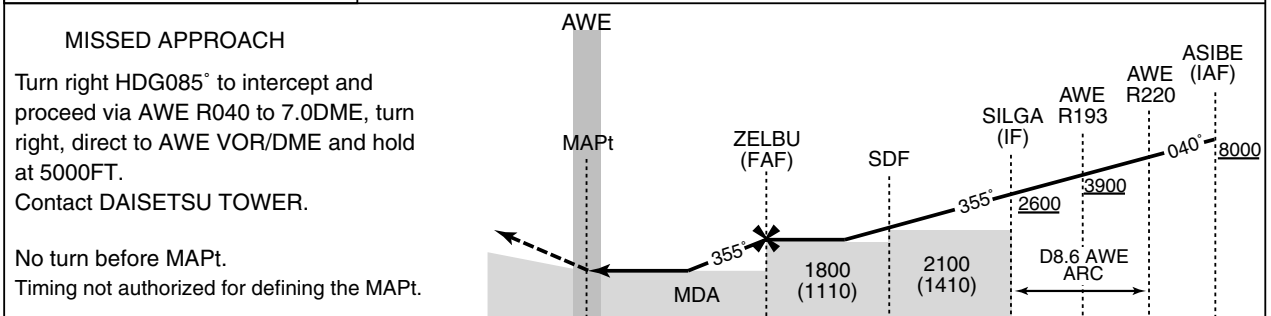 MISSED APPROACH
Turn right HDG085° to intercept and
proceed via AWE R040 to 7.0DME, turn
right, direct to AWE VOR/DME and hold
at 5000FT.
Contact DAISETSU TOWER.
No turn before MAPt.
Timing not authorized for defining the MAPt.
AWE
MAPt
ZELBU
(FAF)
SDF
SILGA
(IF)
AWE
R193
AWE
R220
ASIBE
(IAF)
040°
8000
3900
355°
2600
355°
MDA
1800
(1110)
2100
(1410)
D8.6 AWE
ARC